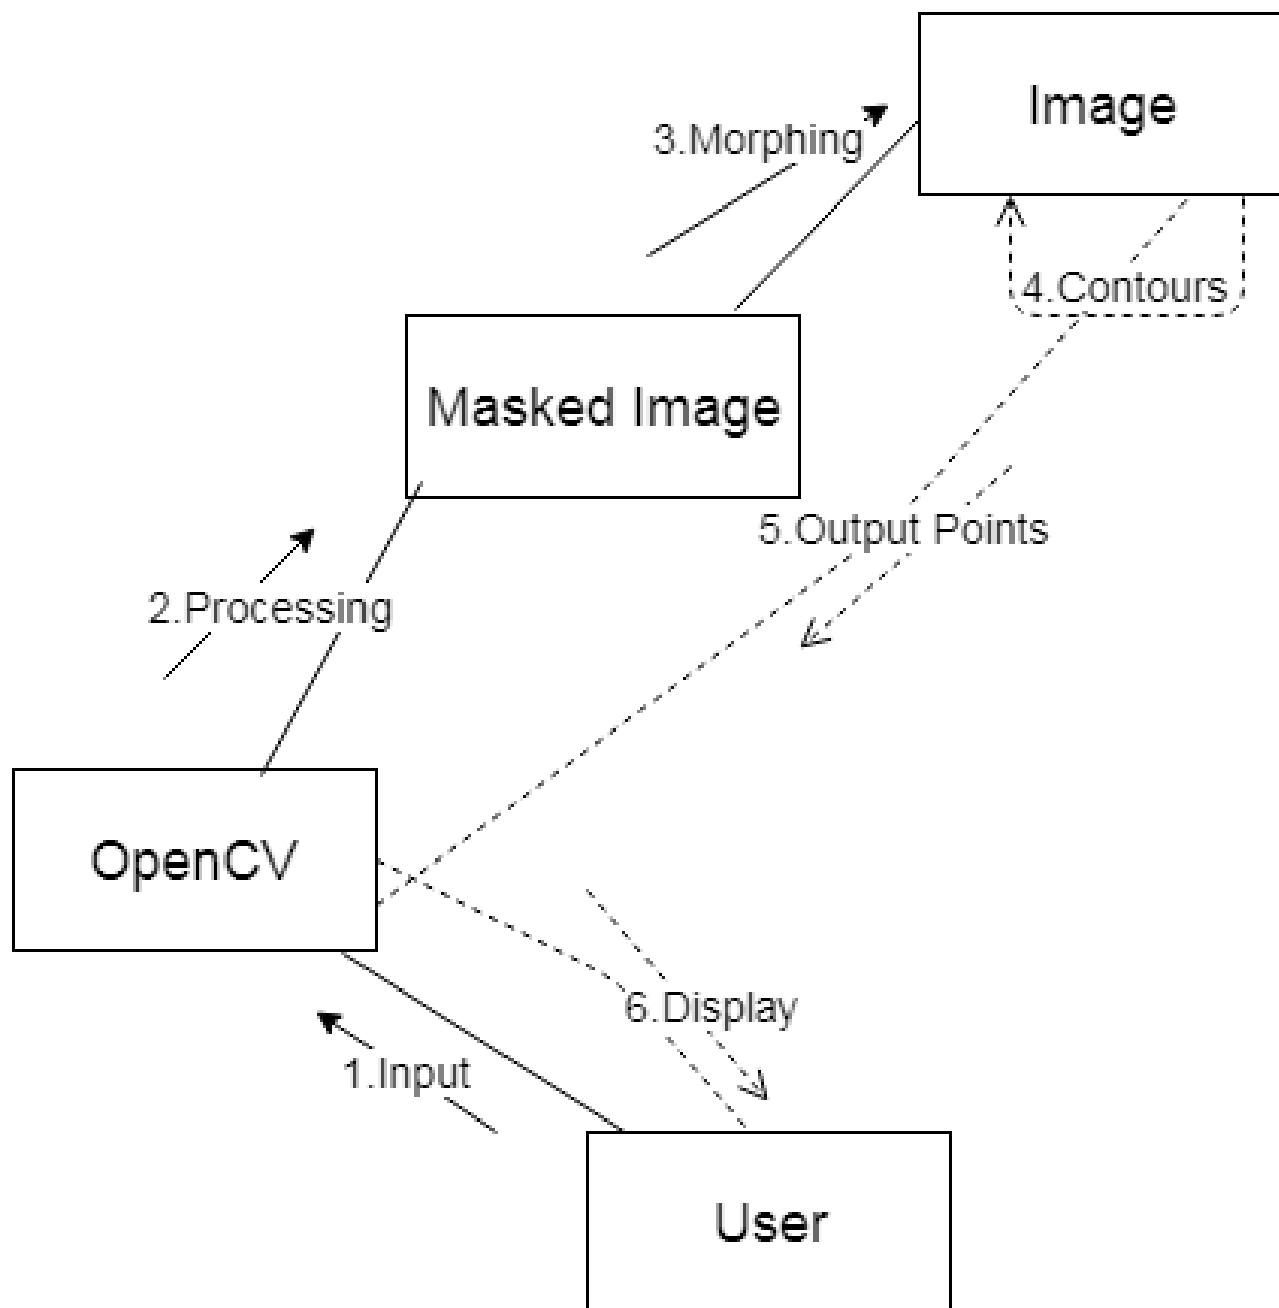 Image
3.Morphing
4.Contours
Masked Image
5.Output Points
2.Processing
OpenCV
6.Display
1.Input
User